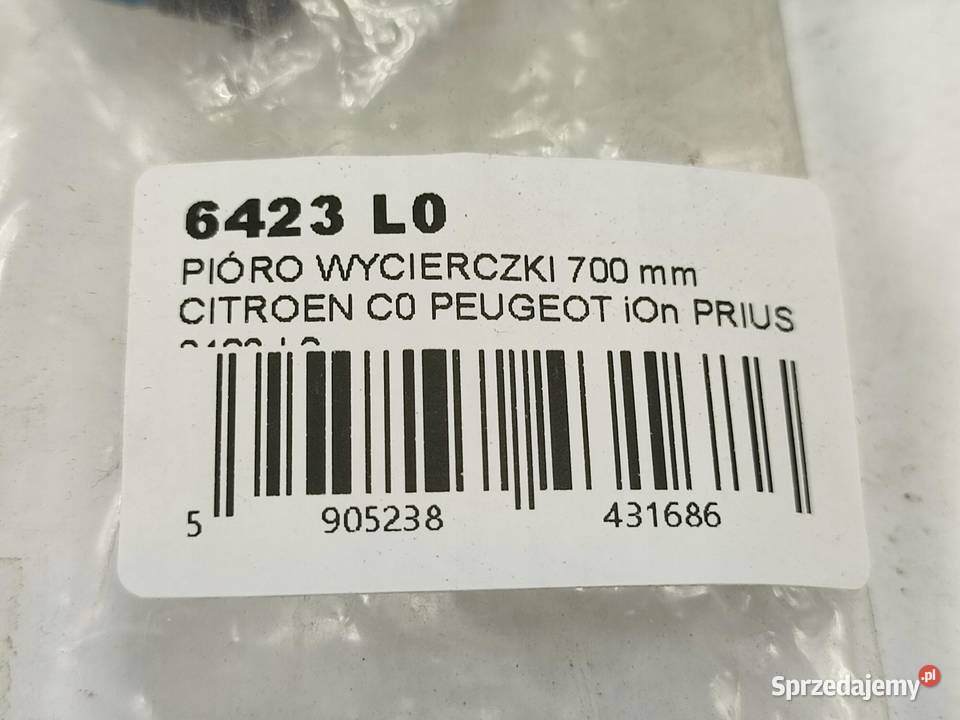 6423 L0
PIÓRO WYCIERCZKI 700 mm
CITROEN C0 PEUGEOT iOn PRIUS
5 905238 431686
Sprzedajemy.pl